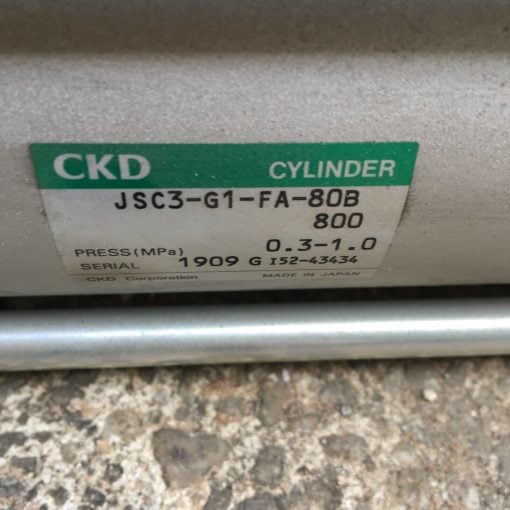 CKD CYLINDER
JSC3-G1-FA-80B
800
PRESS(MPa) 0.3-1.0
SERIAL 1909 G I52-43434
CKD Corporation MADE IN JAPAN